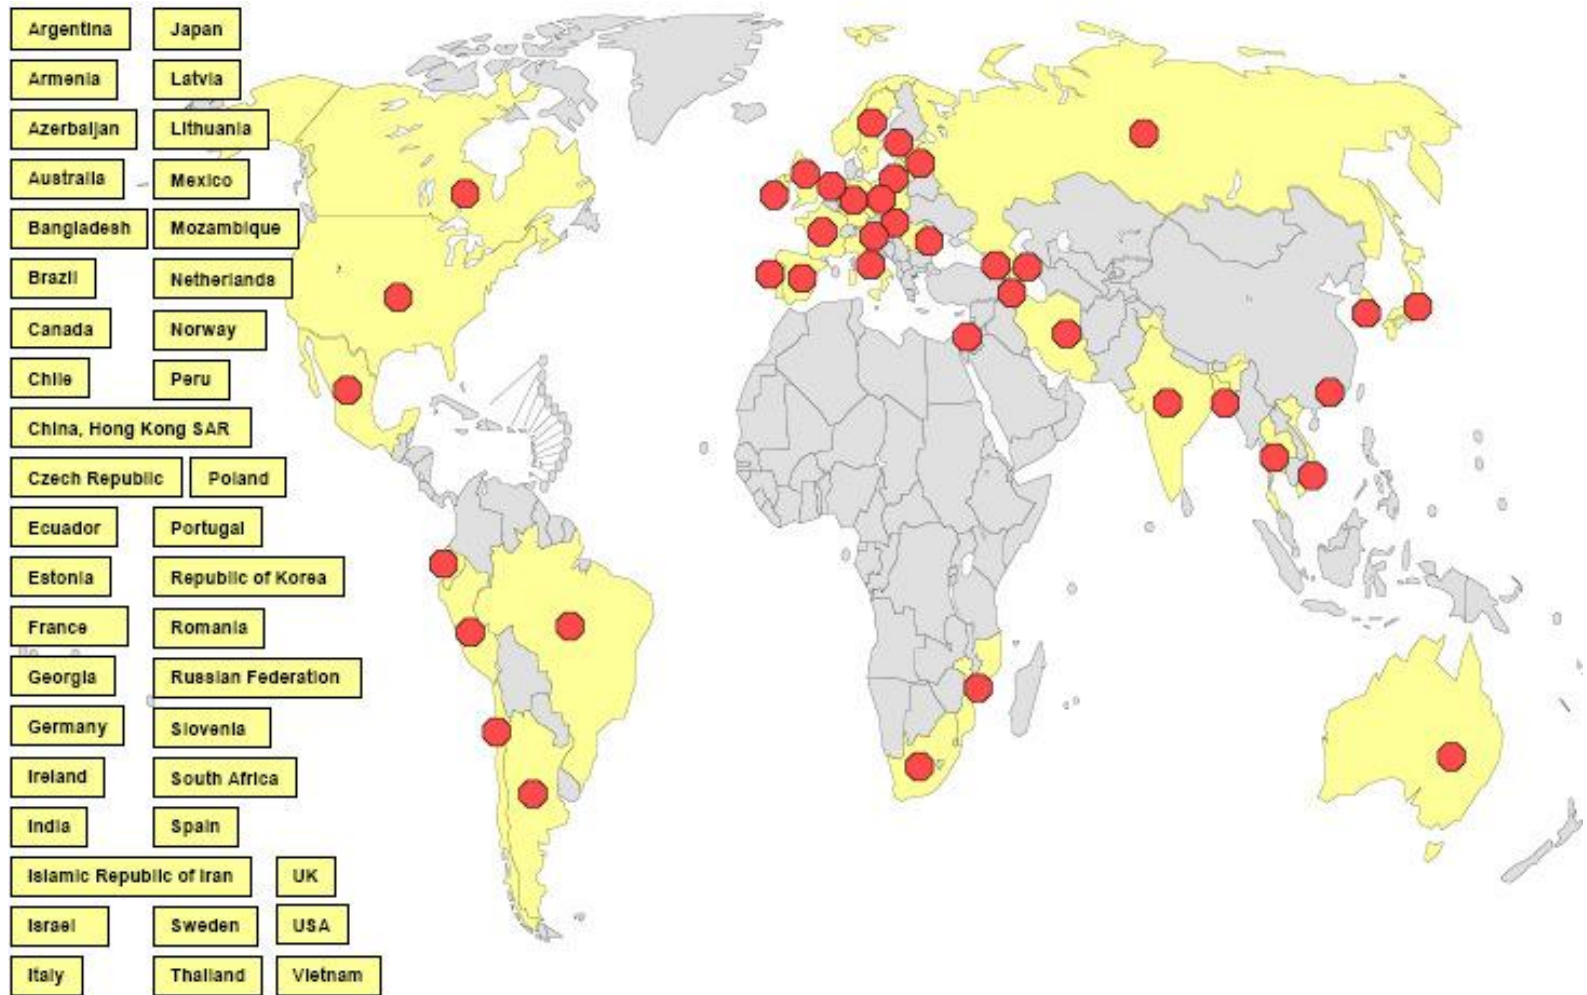 Argentina Japan
Armenia Latvia
Azerbaijan Lithuania
Australia Mexico
Bangladesh Mozambique
Brazil Netherlands
Canada Norway
Chile Peru
China, Hong Kong SAR
Czech Republic Poland
Ecuador Portugal
Estonia Republic of Korea
France Romania
Georgia Russian Federation
Germany Slovenia
Ireland South Africa
India Spain
Islamic Republic of Iran UK
Israel Sweden USA
Italy Thailand Vietnam